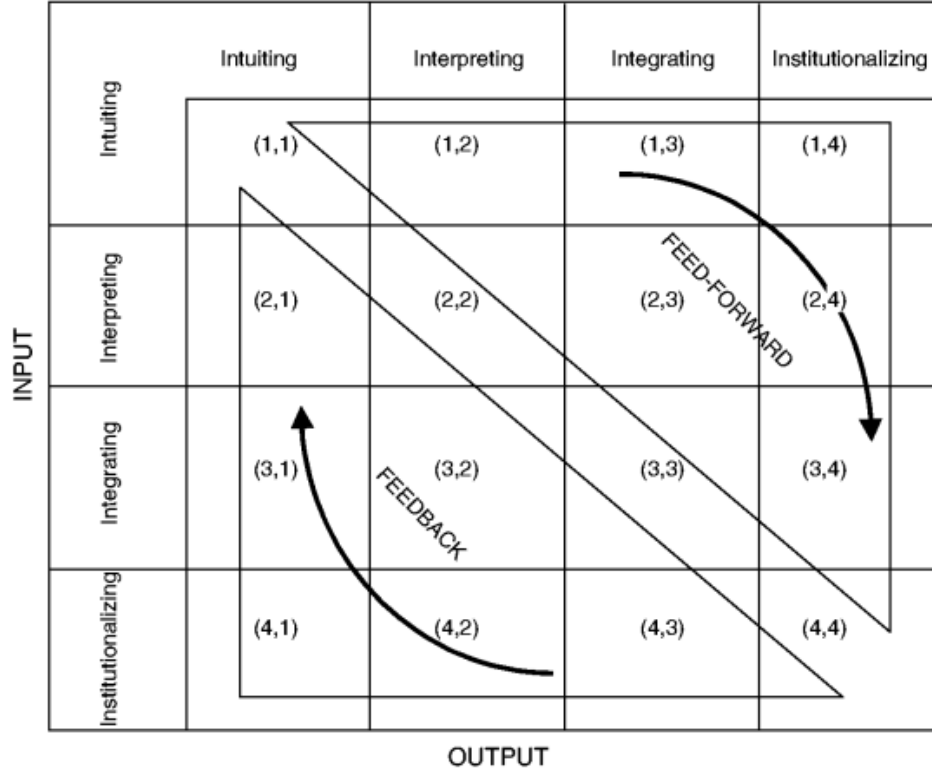 Intuiting Interpreting Integrating Institutionalizing
Intuiting
(1,1) (1,2) (1,3) (1,4)
FEED-FORWARD
INPUT
Interpreting
(2,1) (2,2) (2,3) (2,4)
Integrating
(3,1) (3,2) (3,3) (3,4)
FEEDBACK
Institutionalizing
(4,1) (4,2) (4,3) (4,4)
OUTPUT